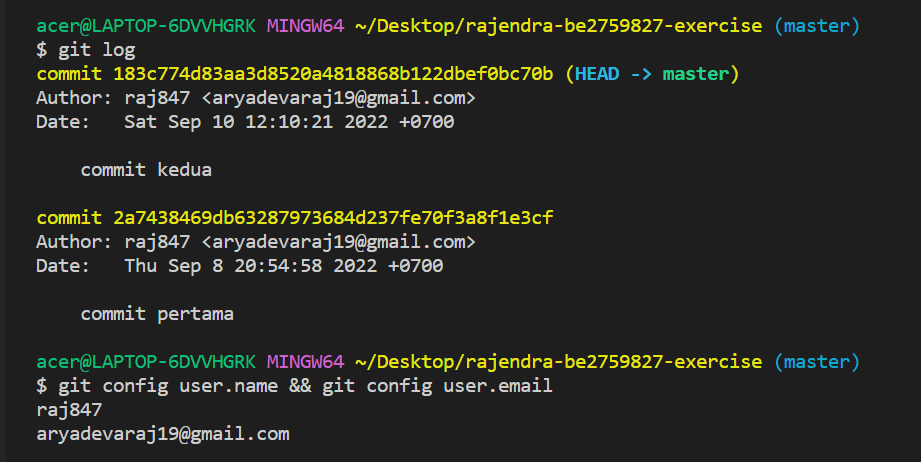 acer@LAPTOP-6DVVHGRK MINGW64 ~/Desktop/rajendra-be2759827-exercise (master)
$ git log
commit 183c774d83aa3d8520a4818868b122dbef0bc70b (HEAD -> master)
Author: raj847 <aryadevaraj19@gmail.com>
Date:   Sat Sep 10 12:10:21 2022 +0700
    commit kedua
commit 2a7438469db63287973684d237fe70f3a8f1e3cf
Author: raj847 <aryadevaraj19@gmail.com>
Date:   Thu Sep 8 20:54:58 2022 +0700
    commit pertama
acer@LAPTOP-6DVVHGRK MINGW64 ~/Desktop/rajendra-be2759827-exercise (master)
$ git config user.name && git config user.email
raj847
aryadevaraj19@gmail.com